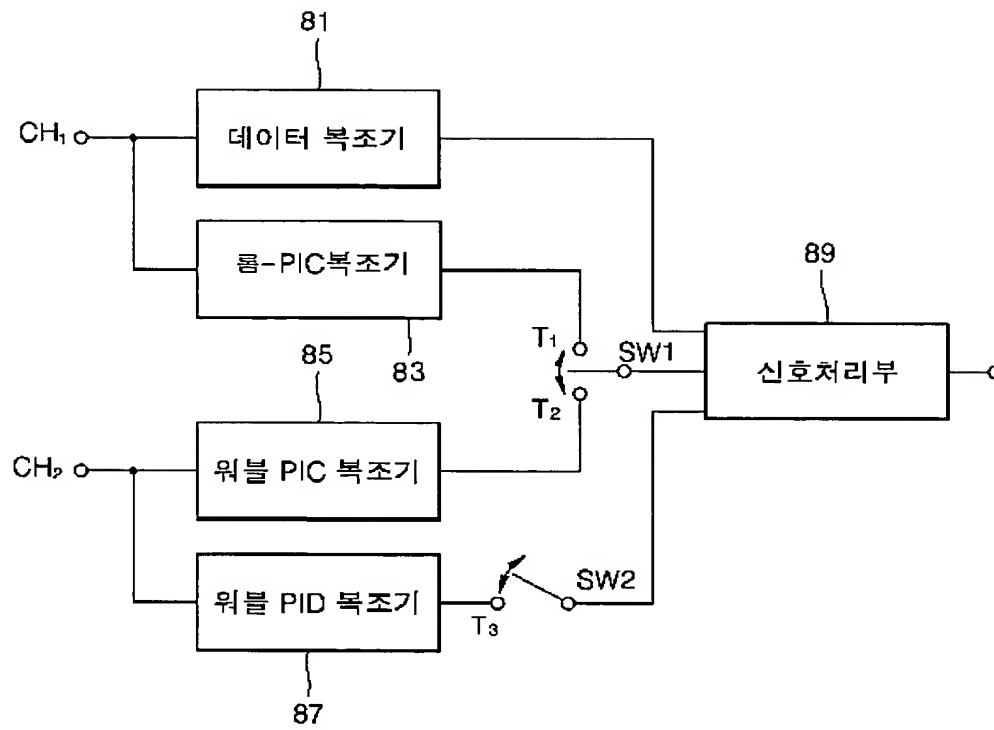 81
CH₁
데이터 복조기
롬-PIC복조기
83
89
T₁
SW1
T₂
신호처리부
85
CH₂
워블 PIC 복조기
워블 PID 복조기
SW2
T₃
87